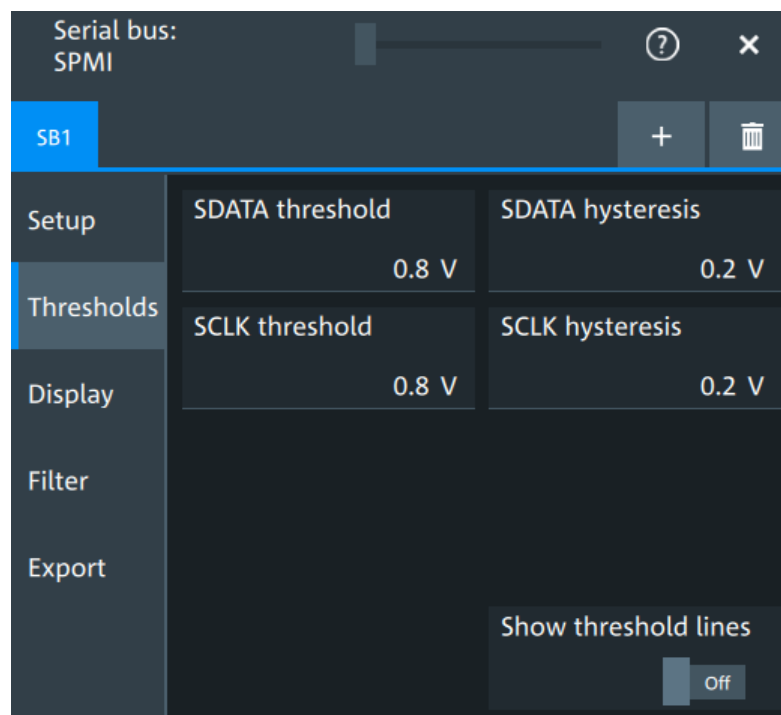 Serial bus:
SPMI
?
SB1
+
Setup
Thresholds
Display
Filter
Export
SDATA threshold
0.8 V
SDATA hysteresis
0.2 V
SCLK threshold
0.8 V
SCLK hysteresis
0.2 V
Show threshold lines
Off